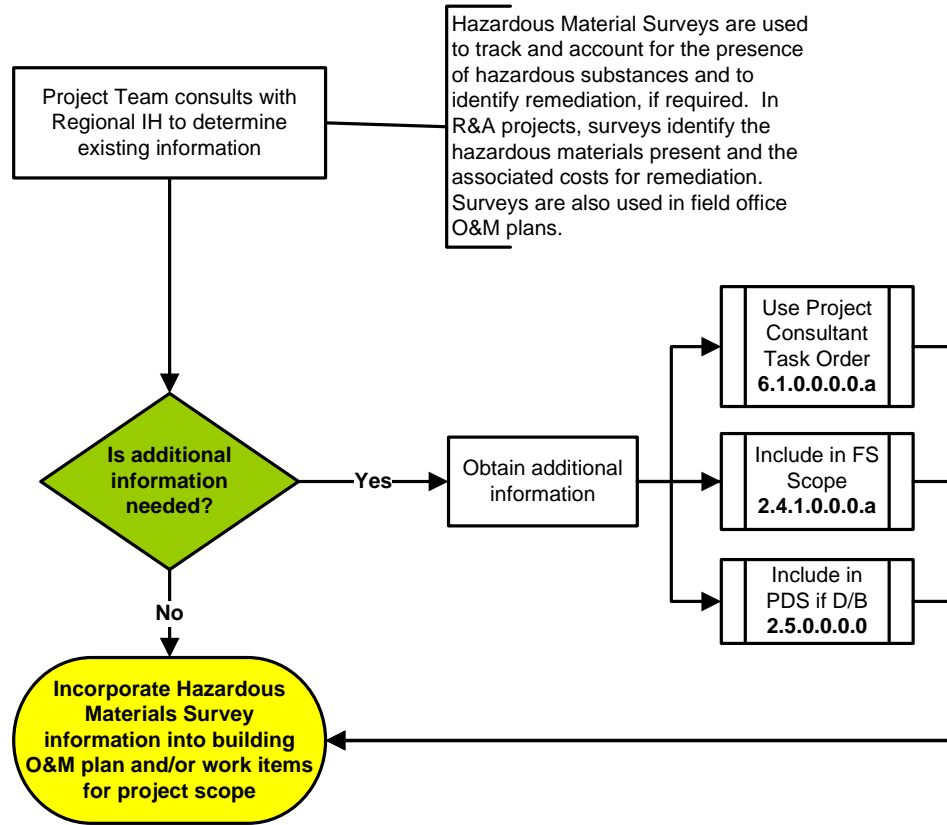 Project Team consults with
Regional IH to determine
existing information
Hazardous Material Surveys are used
to track and account for the presence
of hazardous substances and to
identify remediation, if required.  In
R&A projects, surveys identify the
hazardous materials present and the
associated costs for remediation.
Surveys are also used in field office
O&M plans.
Is additional
information
needed?
Yes
Obtain additional
information
Use Project
Consultant
Task Order
6.1.0.0.0.a
Include in FS
Scope
2.4.1.0.0.0.a
Include in
PDS if D/B
2.5.0.0.0.0
No
Incorporate Hazardous
Materials Survey
information into building
O&M plan and/or work items
for project scope